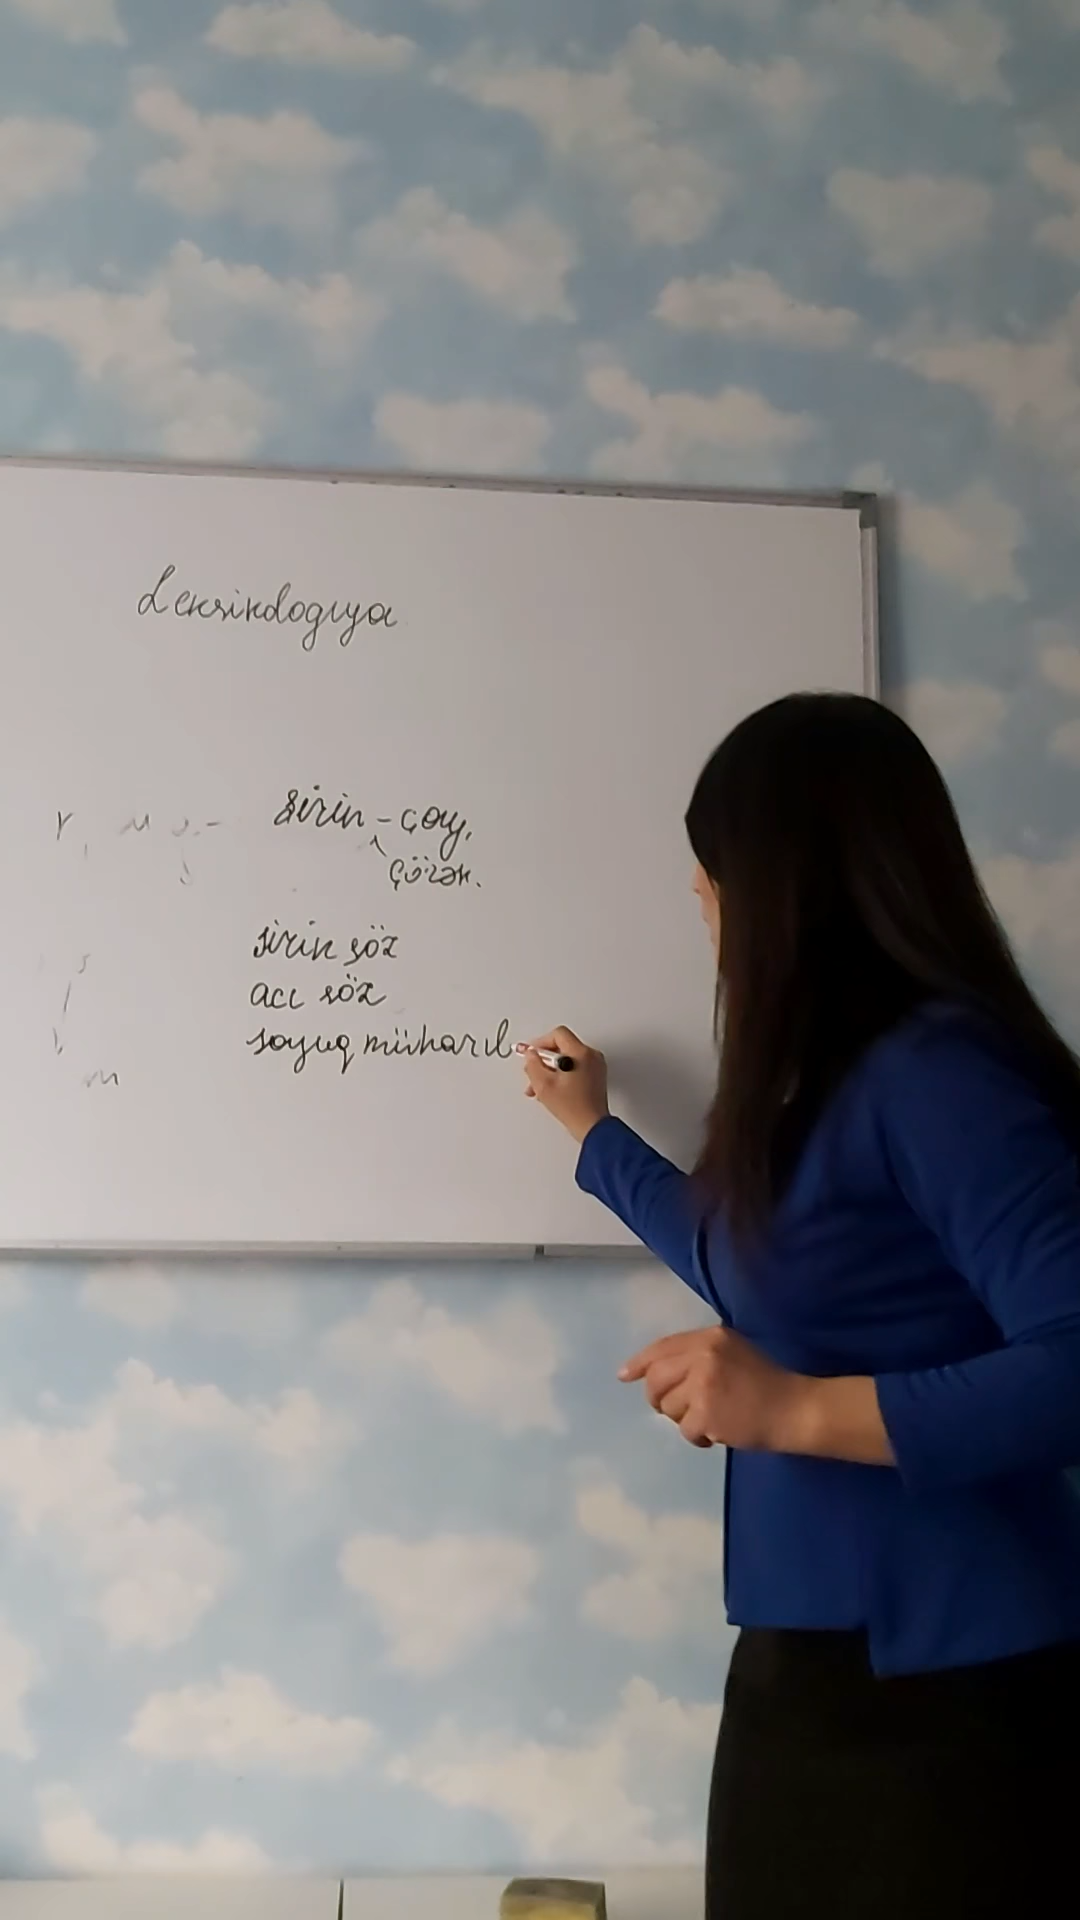 Leksikologiya
şirin - çay,
çörək.
şirin söz
acı söz
soyuq müharib